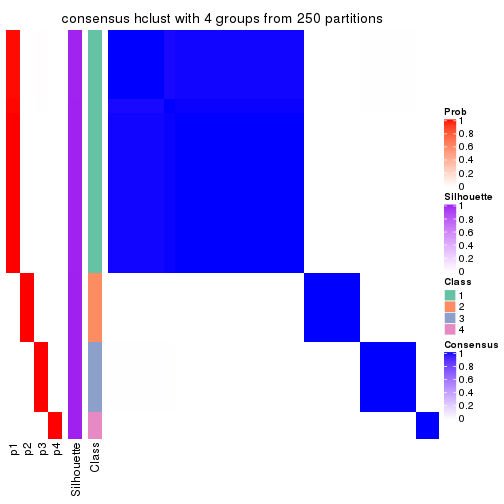 consensus hclust with 4 groups from 250 partitions
Prob
1
0.8
0.6
0.4
0.2
0
Silhouette
1
0.8
0.6
0.4
0.2
0
Class
1
2
3
4
Consensus
1
0.8
0.6
0.4
0.2
0
p1
p2
p3
p4
Silhouette
Class